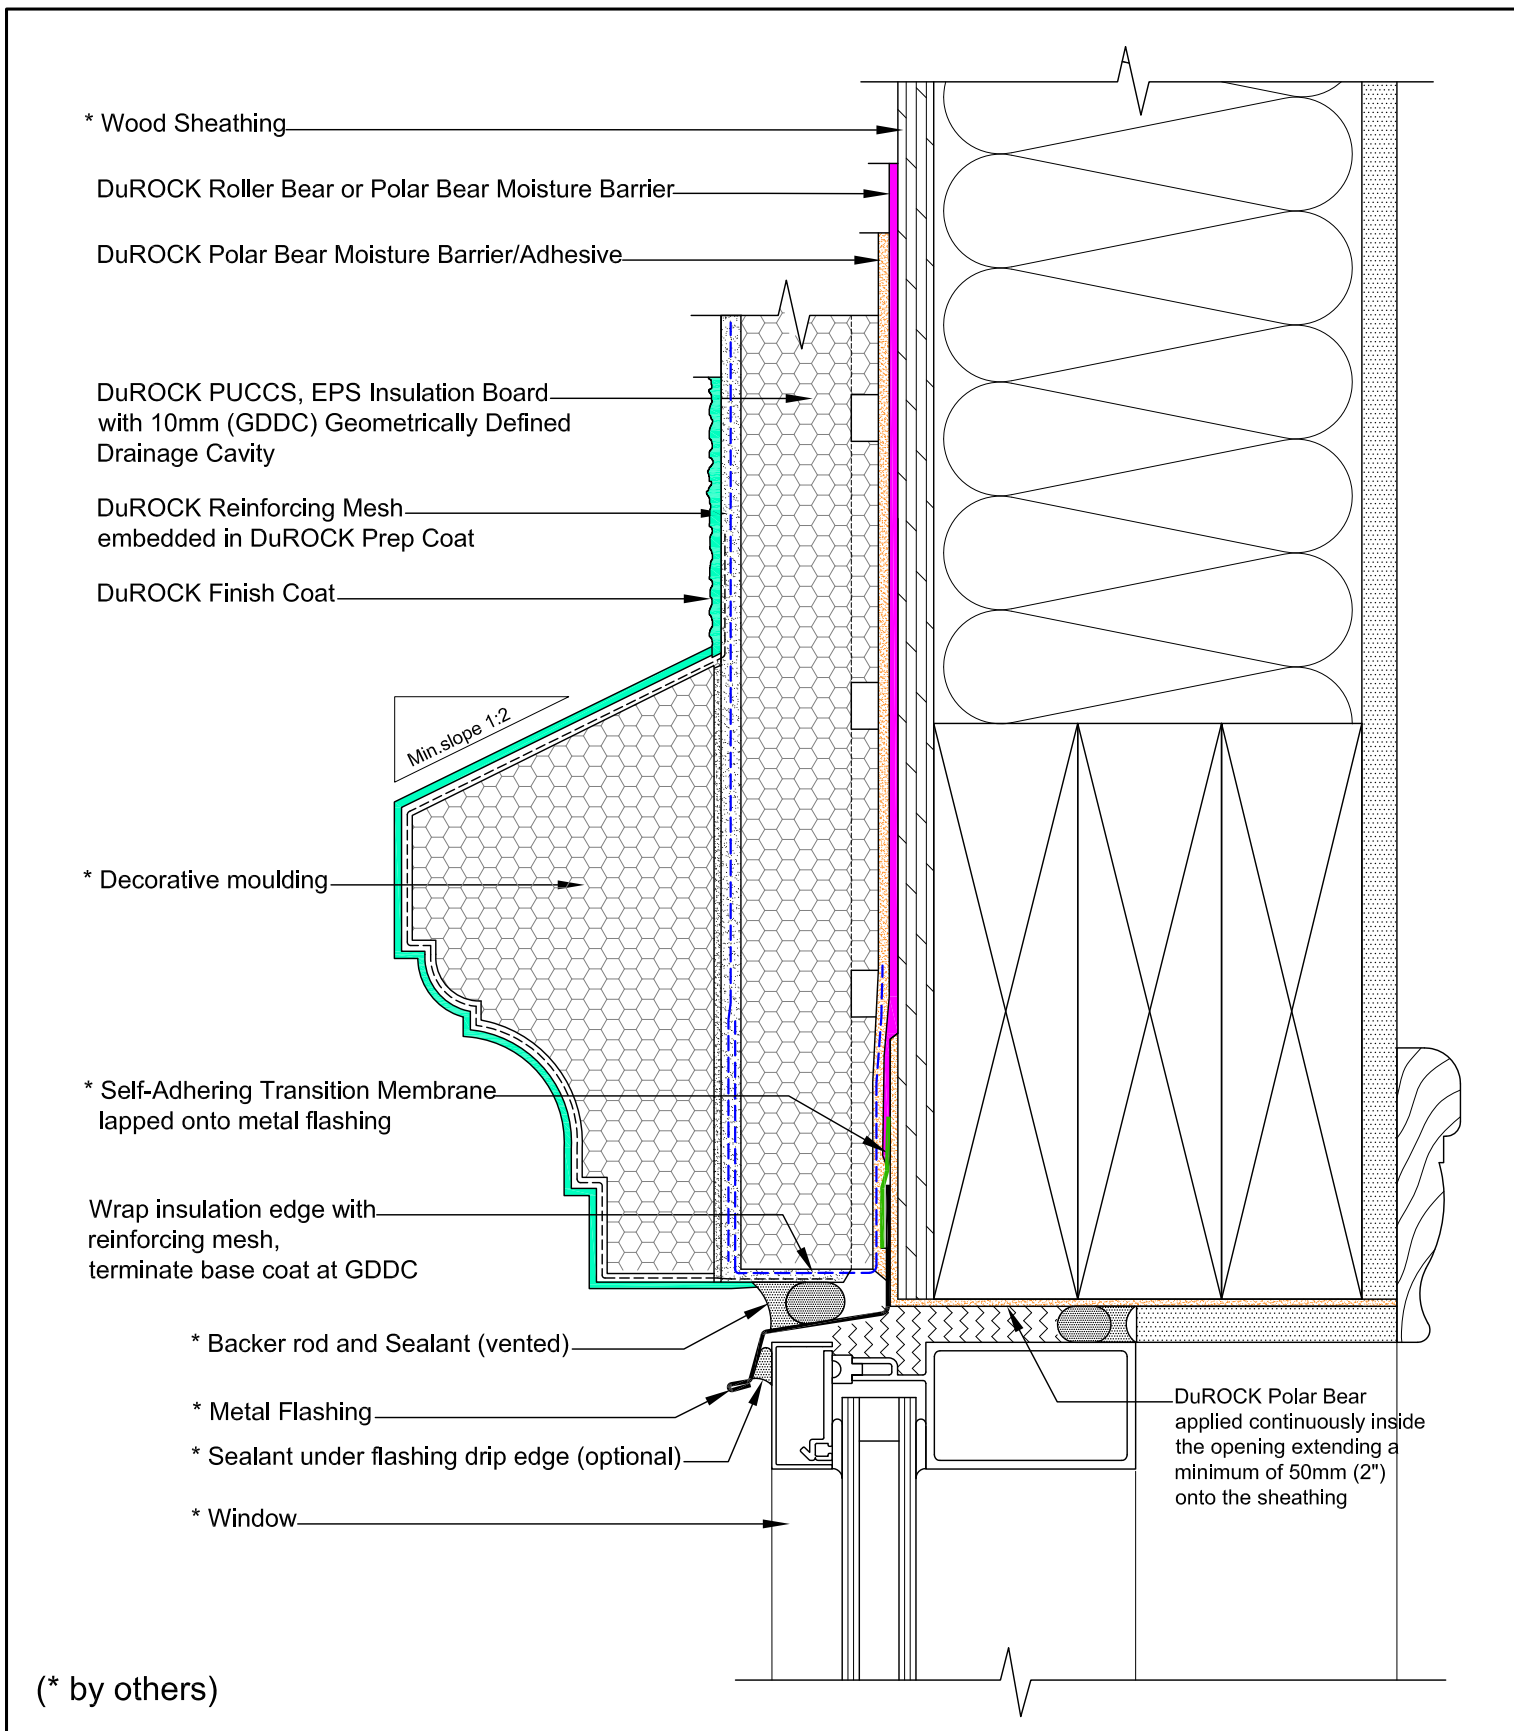 * Wood Sheathing
DuROCK Roller Bear or Polar Bear Moisture Barrier
DuROCK Polar Bear Moisture Barrier/Adhesive
DuROCK PUCCS, EPS Insulation Board
with 10mm (GDDC) Geometrically Defined
Drainage Cavity
DuROCK Reinforcing Mesh
embedded in DuROCK Prep Coat
DuROCK Finish Coat
Min.slope 1:2
* Decorative moulding
* Self-Adhering Transition Membrane
lapped onto metal flashing
Wrap insulation edge with
reinforcing mesh,
terminate base coat at GDDC
* Backer rod and Sealant (vented)
* Metal Flashing
* Sealant under flashing drip edge (optional)
* Window
DuROCK Polar Bear
applied continuously inside
the opening extending a
minimum of 50mm (2")
onto the sheathing
(* by others)